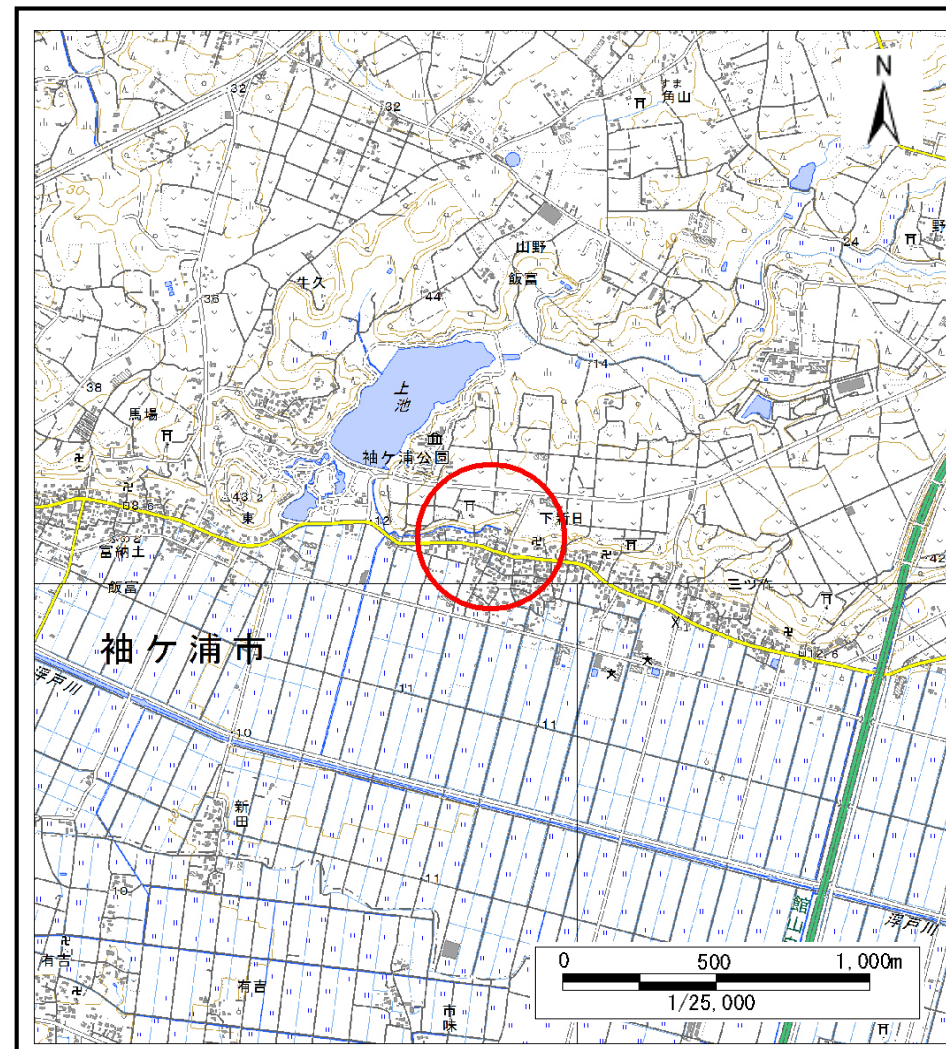 N
32
32
すま
角山
野
24
山野
飯富
牛久
44
36
30
14
上
池
38
馬場
袖ケ浦公園
43.2
東
12
下新田
富納土
飯富
三ツ作
42
12.6
袖ケ浦市
浮戸川
11
11
10
新田
11
10
館山
浮戸川
有吉
有吉
市味
0 500 1,000m
1/25,000